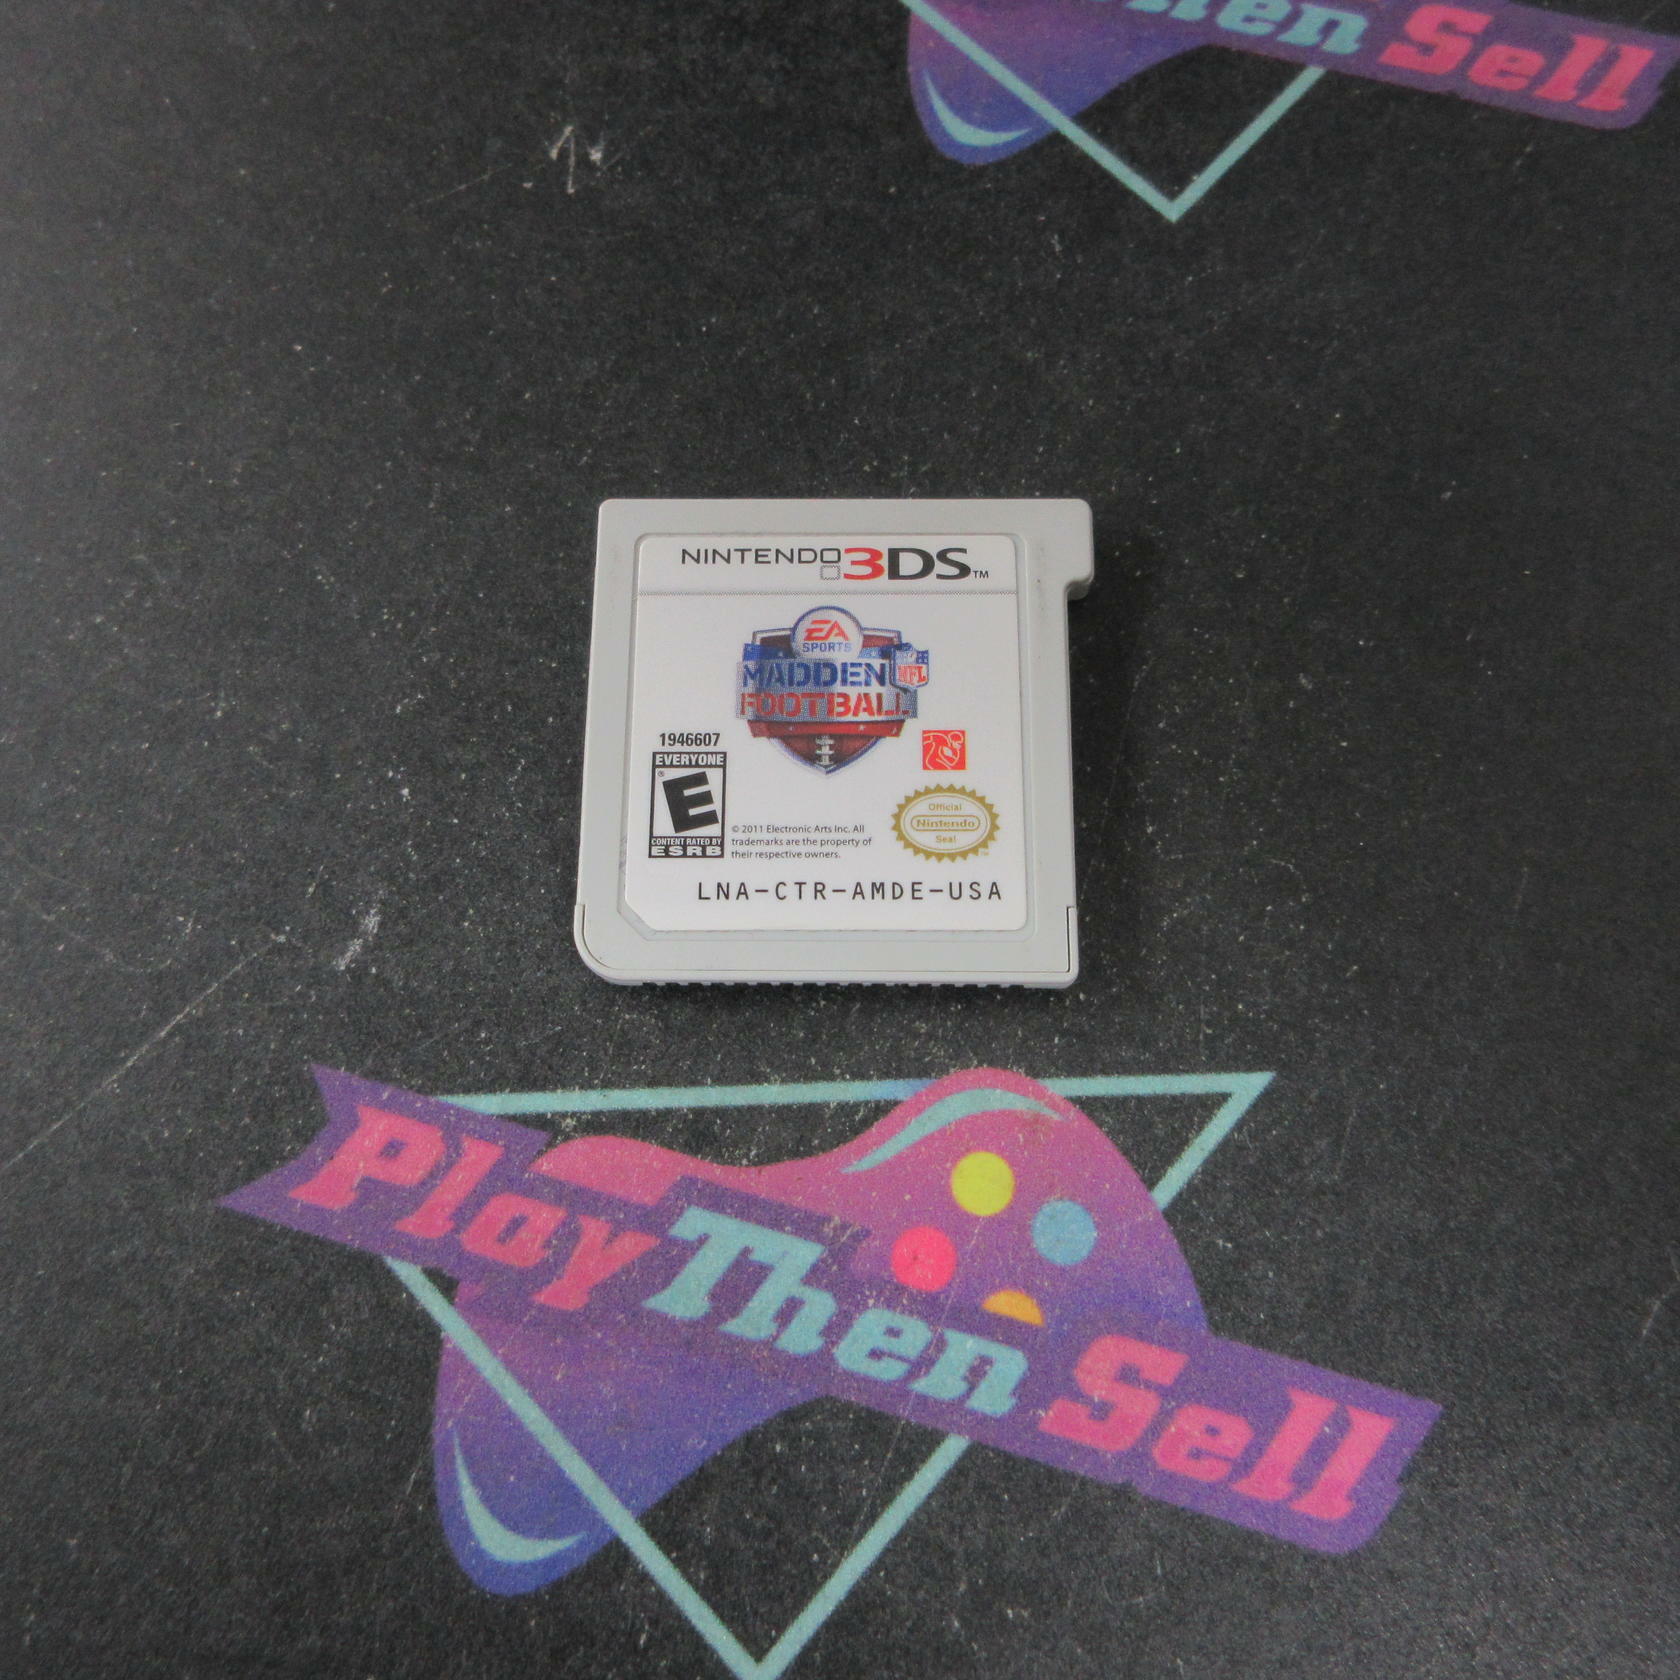 Then Sell
NINTENDO 3DS™
EA
SPORTS
MADDEN
NFL
FOOTBALL
1946607
EVERYONE
E
®
CONTENT RATED BY
ESRB
© 2011 Electronic Arts Inc. All
trademarks are the property of
their respective owners.
Official
Nintendo
Seal
LNA-CTR-AMDE-USA
Play Then Sell